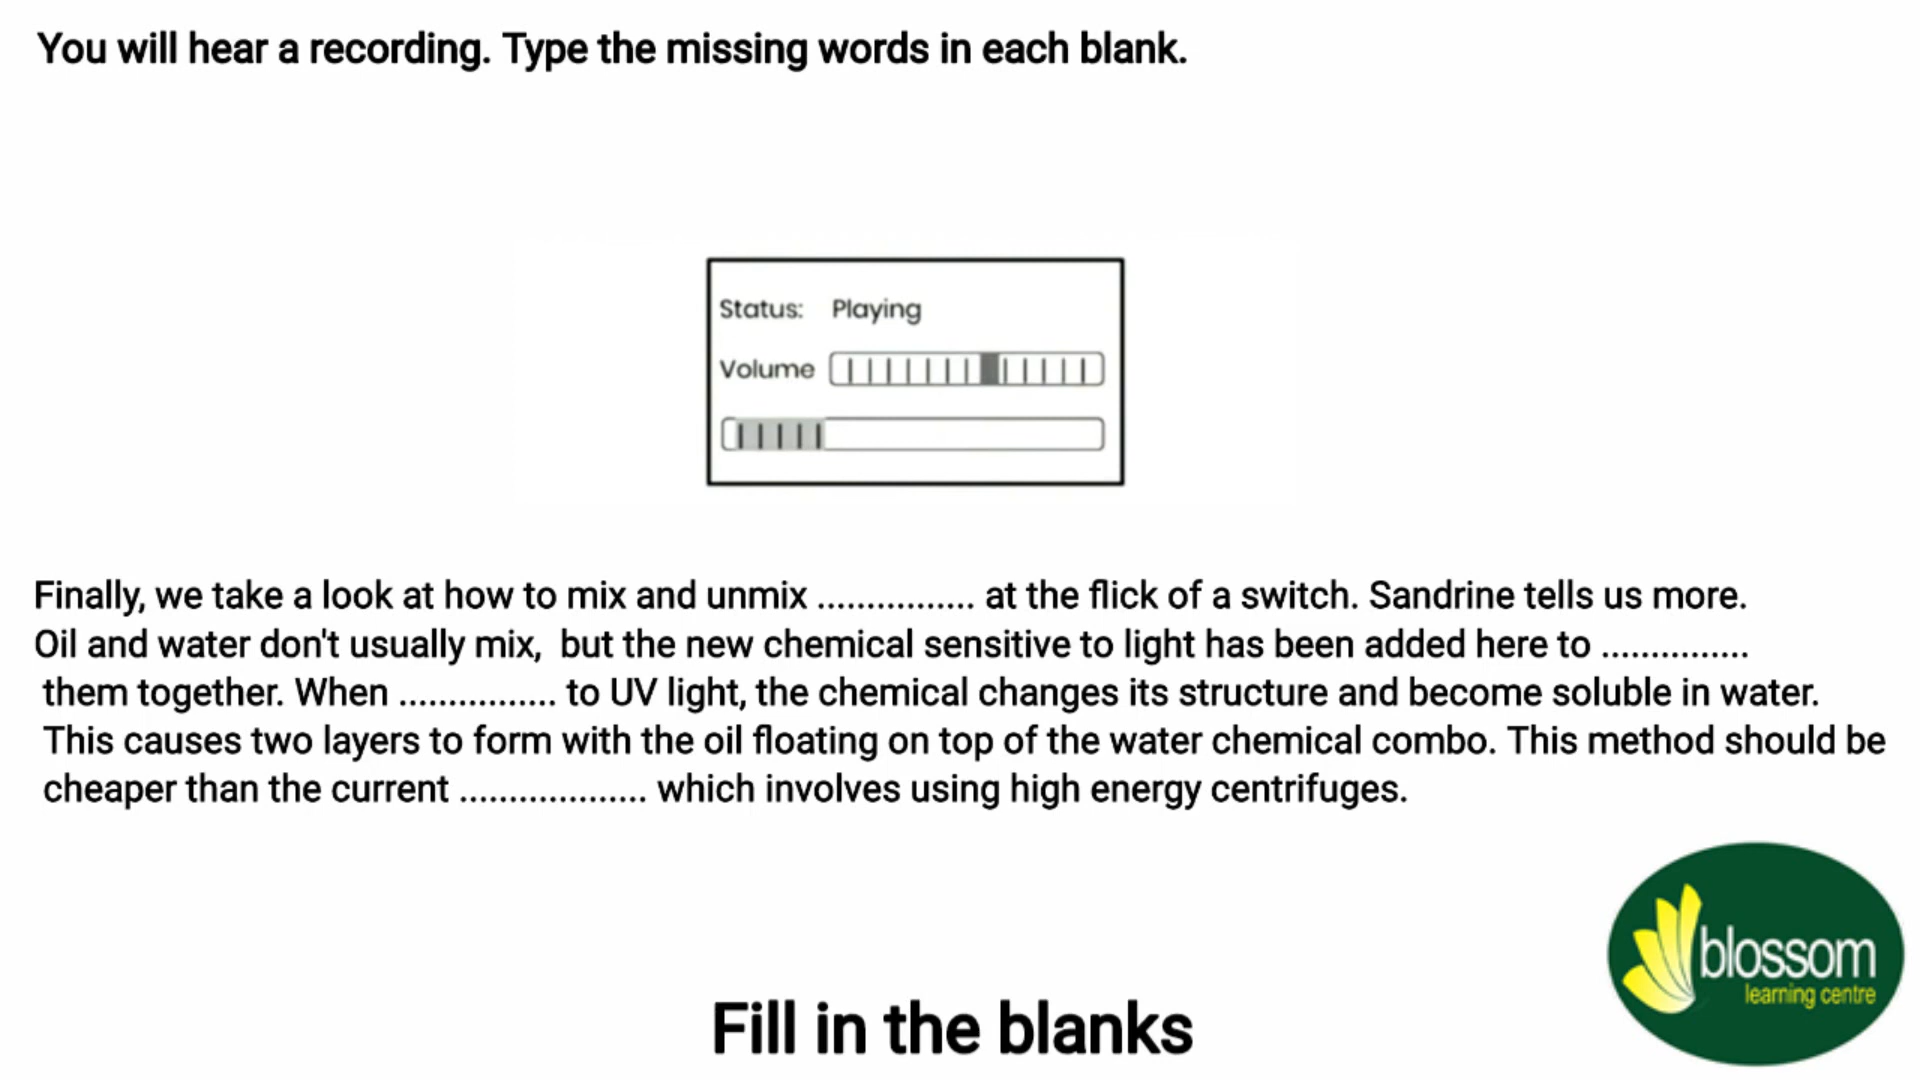 You will hear a recording. Type the missing words in each blank.
Status: Playing
Volume
Finally, we take a look at how to mix and unmix ................ at the flick of a switch. Sandrine tells us more.
Oil and water don't usually mix, but the new chemical sensitive to light has been added here to ...............
them together. When ................ to UV light, the chemical changes its structure and become soluble in water.
This causes two layers to form with the oil floating on top of the water chemical combo. This method should be
cheaper than the current ................... which involves using high energy centrifuges.
blossom
learning centre
Fill in the blanks